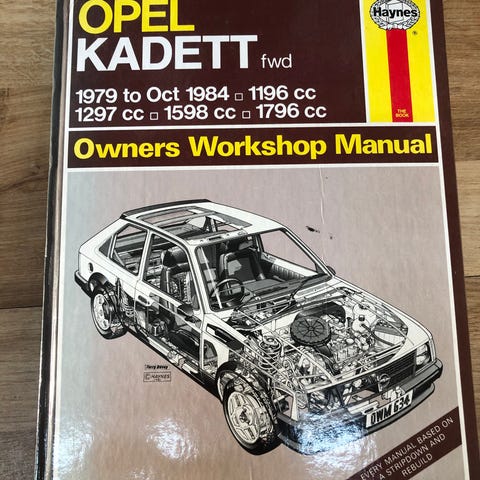 OPEL
KADETT fwd
Haynes
®
THE
BOOK
1979 to Oct 1984 □ 1196 cc
1297 cc □ 1598 cc □ 1796 cc
Owners Workshop Manual
Terry Davey
© HAYNES
OWM 634
EVERY MANUAL BASED ON
A STRIPDOWN AND
REBUILD